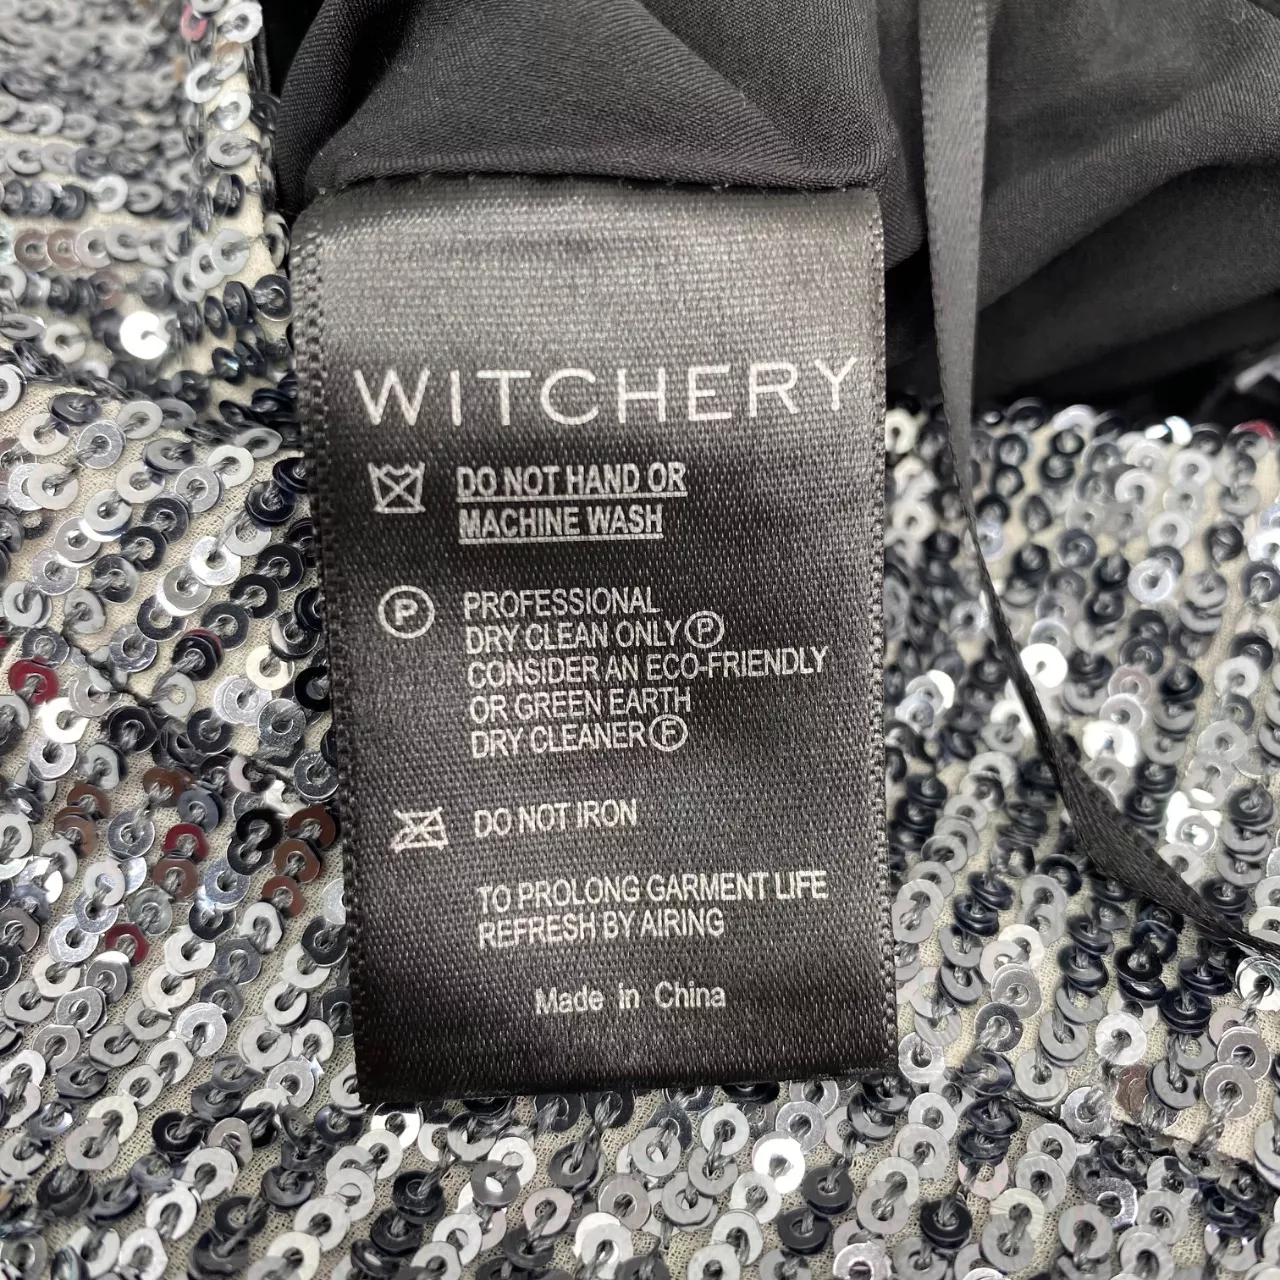 WITCHERY
DO NOT HAND OR
MACHINE WASH
P PROFESSIONAL
DRY CLEAN ONLY P
CONSIDER AN ECO-FRIENDLY
OR GREEN EARTH
DRY CLEANER F
DO NOT IRON
TO PROLONG GARMENT LIFE
REFRESH BY AIRING
Made in China